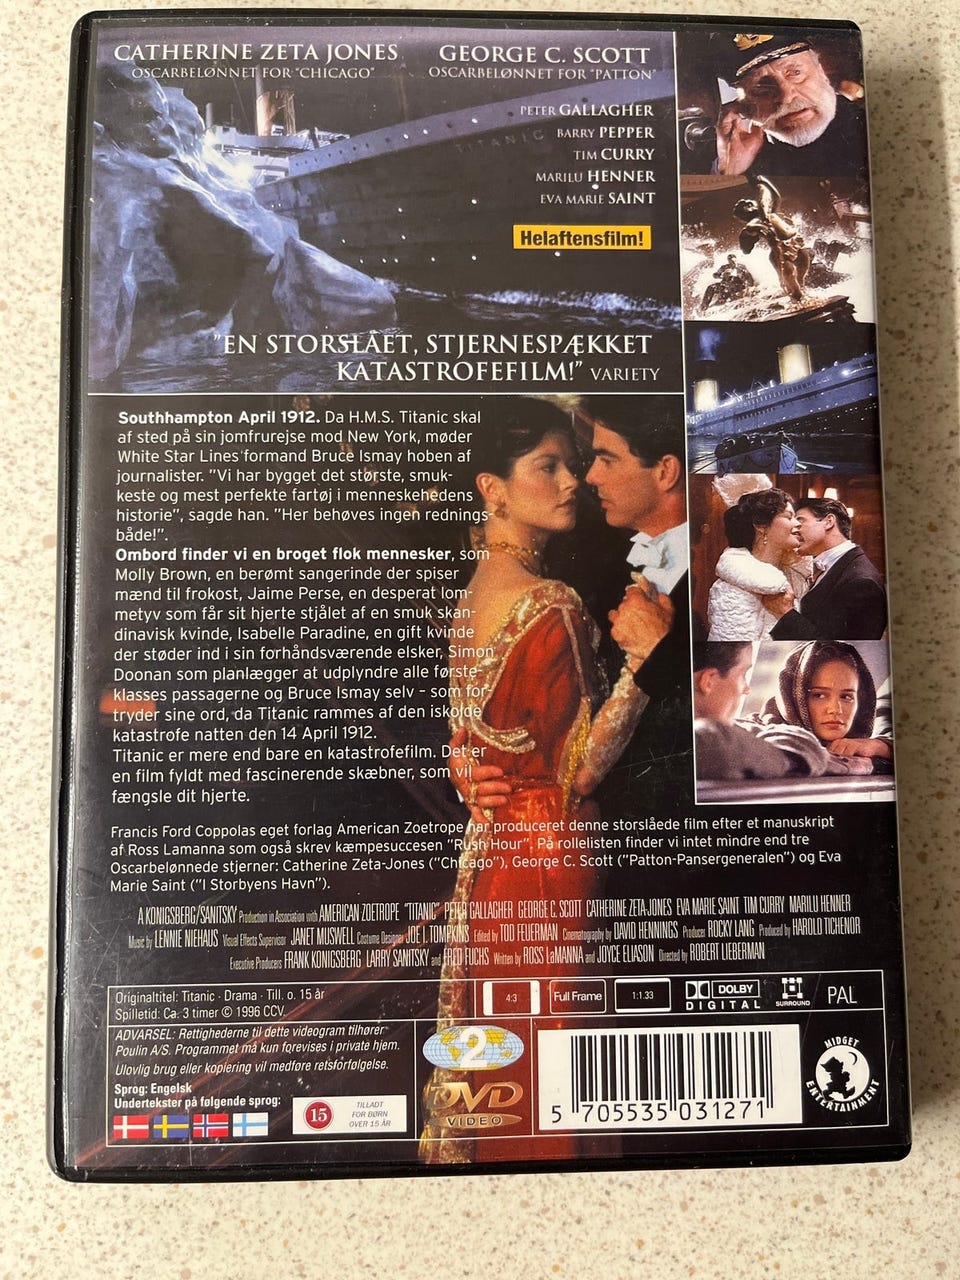 CATHERINE ZETA JONES
OSCARBELØNNET FOR "CHICAGO"
GEORGE C. SCOTT
OSCARBELØNNET FOR "PATTON"
PETER GALLAGHER
BARRY PEPPER
TIM CURRY
MARILU HENNER
EVA MARIE SAINT
TITANIC
Helaftensfilm!
"EN STORSLÅET, STJERNESPÆKKET
KATASTROFEFILM!" VARIETY
Southhampton April 1912. Da H.M.S. Titanic skal
af sted på sin jomfrurejse mod New York, møder
White Star Lines formand Bruce Ismay hoben af
journalister. "Vi har bygget det største, smuk-
keste og mest perfekte fartøj i menneskehedens
historie", sagde han. "Her behøves ingen rednings-
både!".
Ombord finder vi en broget flok mennesker, som
Molly Brown, en berømt sangerinde der spiser
mænd til frokost, Jaime Perse, en desperat lom-
metyv som får sit hjerte stjålet af en smuk skan-
dinavisk kvinde, Isabelle Paradine, en gift kvinde
der støder ind i sin forhåndsværende elsker, Simon
Doonan som planlægger at udplyndre alle første-
klasses passagerne og Bruce Ismay selv - som for-
tryder sine ord, da Titanic rammes af den iskolde
katastrofe natten den 14 April 1912.
Titanic er mere end bare en katastrofefilm. Det er
en film fyldt med fascinerende skæbner, som vil
fængsle dit hjerte.
Francis Ford Coppolas eget forlag American Zoetrope har produceret denne storslåede film efter et manuskript
af Ross Lamanna som også skrev kæmpesuccesen "Rush Hour". På rollelisten finder vi intet mindre end tre
Oscarbelønnede stjerner: Catherine Zeta-Jones ("Chicago"), George C. Scott ("Patton-Pansergeneralen") og Eva
Marie Saint ("I Storbyens Havn").
A KONIGSBERG/SANITSKY Production in Association with AMERICAN ZOETROPE "TITANIC" PETER GALLAGHER GEORGE C. SCOTT CATHERINE ZETA-JONES EVA MARIE SAINT TIM CURRY MARILU HENNER
Music by LENNIE NIEHAUS Visual Effects Supervisor JANET MUSWELL Costume Designer JOE I. TOMPKINS Edited by TOD FEUERMAN Cinematography by DAVID HENNINGS Producer ROCKY LANG Produced by HAROLD TICHENOR
Executive Producers FRANK KONIGSBERG LARRY SANITSKY and FRED FUCHS Written by ROSS LaMANNA and JOYCE ELIASON Directed by ROBERT LIEBERMAN
Originaltitel: Titanic · Drama · Till. o. 15 år
Spilletid: Ca. 3 timer © 1996 CCV.
4:3
Full Frame
1:1.33
DOLBY
DIGITAL
SURROUND
PAL
ADVARSEL: Rettighederne til dette videogram tilhører
Poulin A/S. Programmet må kun forevises i private hjem.
Ulovlig brug eller kopiering vil medføre retsforfølgelse.
Sprog: Engelsk
Undertekster på følgende sprog:
15
TILLADT
FOR BØRN
OVER 15 ÅR
2
DVD
VIDEO
5 705535 031271
MIDGET
ENTERTAINMENT